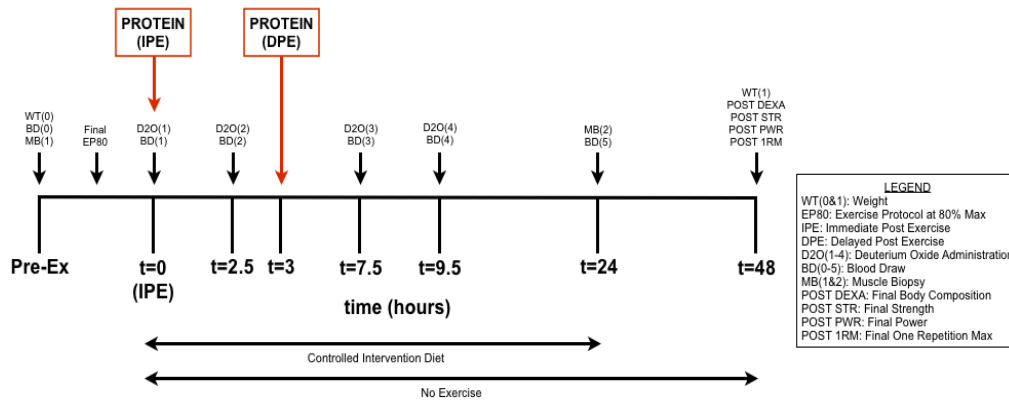 PROTEIN
(IPE)
PROTEIN
(DPE)
WT(0)
BD(0)
MB(1)
Final
EP80
D2O(1)
BD(1)
D2O(2)
BD(2)
D2O(3)
BD(3)
D2O(4)
BD(4)
MB(2)
BD(5)
WT(1)
POST DEXA
POST STR
POST PWR
POST 1RM
Pre-Ex
t=0
(IPE)
t=2.5
t=3
t=7.5
t=9.5
t=24
t=48
time (hours)
Controlled Intervention Diet
No Exercise
LEGEND
WT(0&1): Weight
EP80: Exercise Protocol at 80% Max
IPE: Immediate Post Exercise
DPE: Delayed Post Exercise
D2O(1-4): Deuterium Oxide Administration
BD(0-5): Blood Draw
MB(1&2): Muscle Biopsy
POST DEXA: Final Body Composition
POST STR: Final Strength
POST PWR: Final Power
POST 1RM: Final One Repetition Max